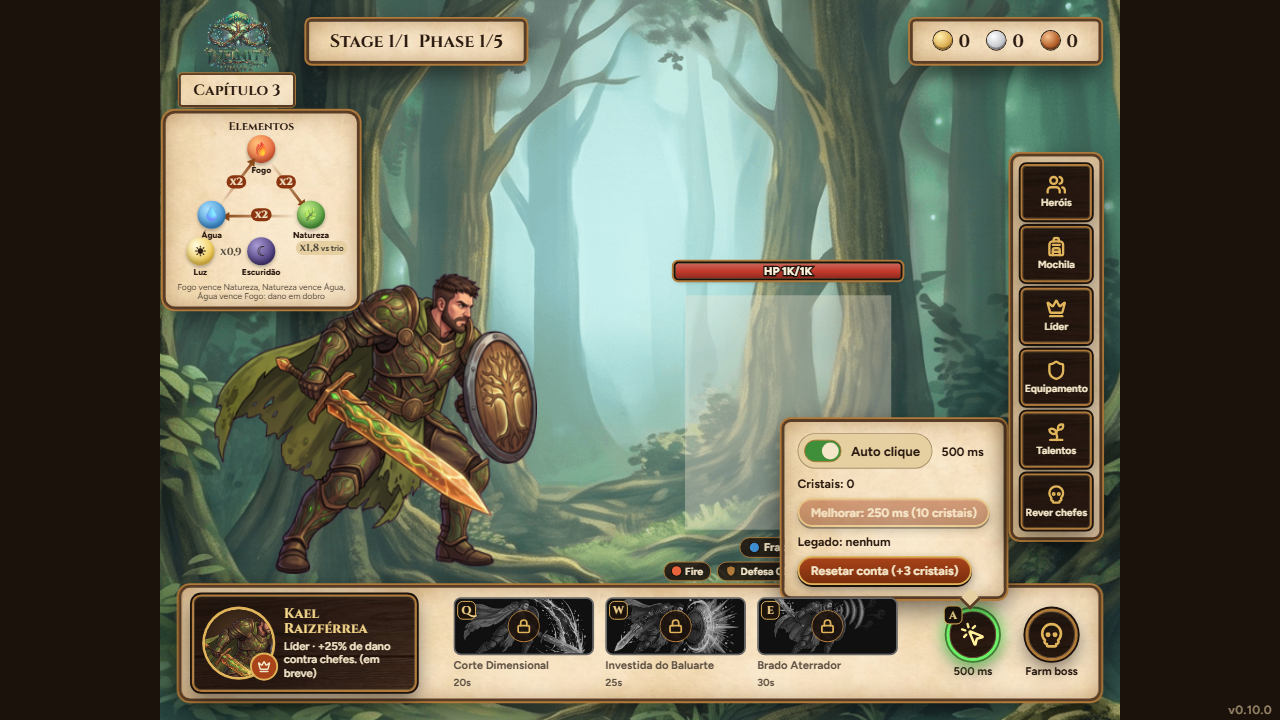 STAGE 1/1 PHASE 1/5
0 0 0
CAPÍTULO 3
ELEMENTOS
Fogo
X2 X2
X2
Água Natureza
X0,9 X1,8 vs trio
Luz Escuridão
Fogo vence Natureza, Natureza vence Água,
Água vence Fogo: dano em dobro
HP 1K/1K
Heróis
Mochila
Líder
Equipamento
Talentos
Rever chefes
Auto clique 500 ms
Cristais: 0
Melhorar: 250 ms (10 cristais)
Legado: nenhum
Resetar conta (+3 cristais)
Fire Defesa
KAEL
RAIZFÉRREA
Líder · +25% de dano
contra chefes. (em
breve)
Q
Corte Dimensional
20s
W
Investida do Baluarte
25s
E
Brado Aterrador
30s
A
500 ms
Farm boss
v0.10.0